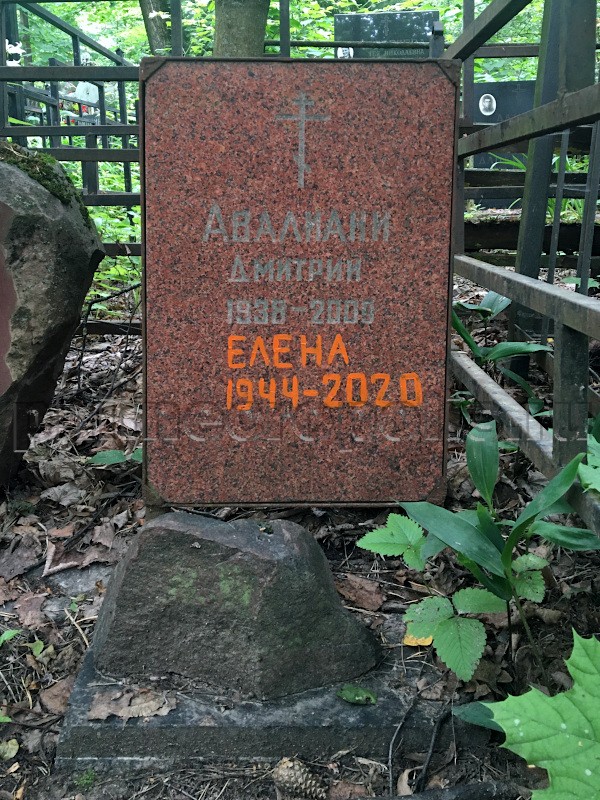 Авалиани
Дмитрий
1938–2009
ЕЛЕНА
1944-2020